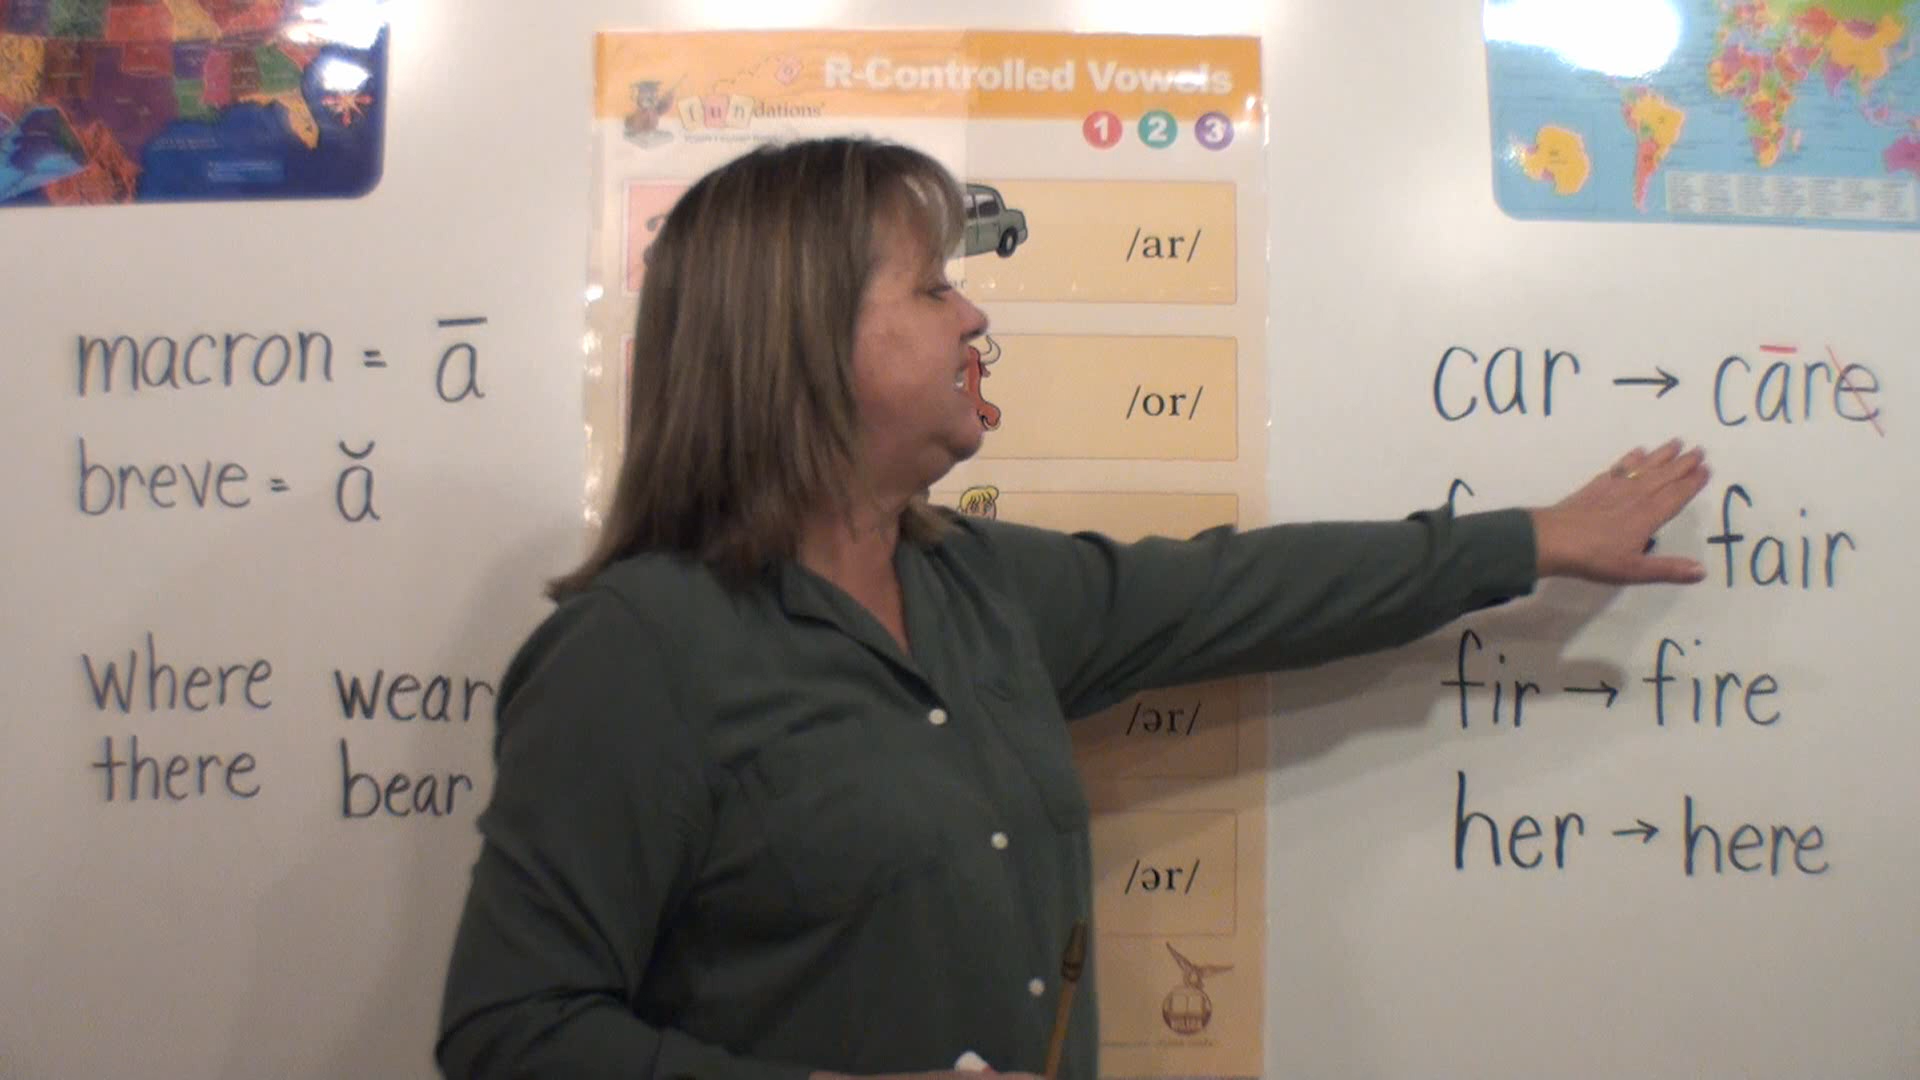 R-Controlled Vowels
fundations
1 2 3
/ar/
/or/
/ər/
/ər/
macron = ā
breve = ă
where wear
there bear
car → cāre
fair
fir → fire
her → here